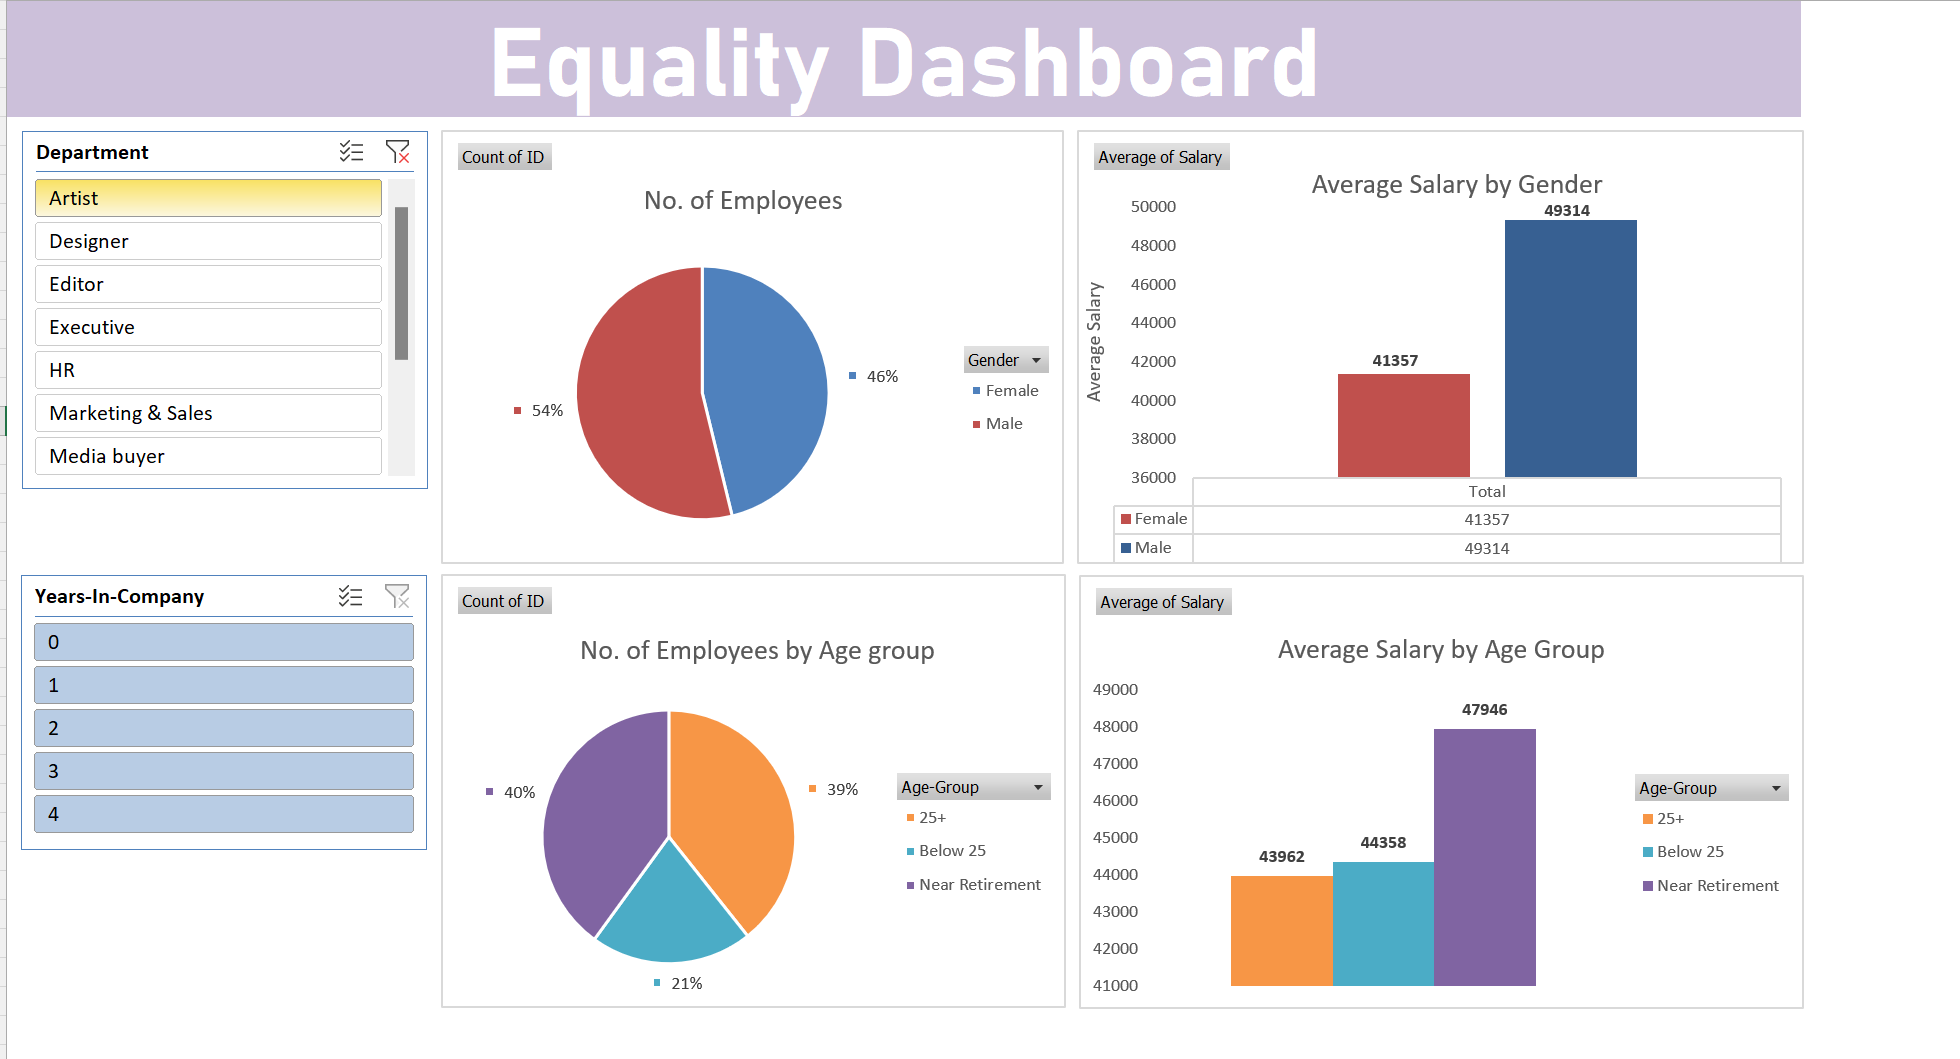 Equality Dashboard
Department
Artist
Designer
Editor
Executive
HR
Marketing & Sales
Media buyer
Years-In-Company
0
1
2
3
4
Count of ID
No. of Employees
46%
54%
Gender
Female
Male
Average of Salary
Average Salary by Gender
Average Salary
50000
48000
46000
44000
42000
40000
38000
36000
49314
41357
Total
Female 41357
Male 49314
Count of ID
No. of Employees by Age group
40%
39%
21%
Age-Group
25+
Below 25
Near Retirement
Average of Salary
Average Salary by Age Group
49000
48000
47000
46000
45000
44000
43000
42000
41000
43962
44358
47946
Age-Group
25+
Below 25
Near Retirement